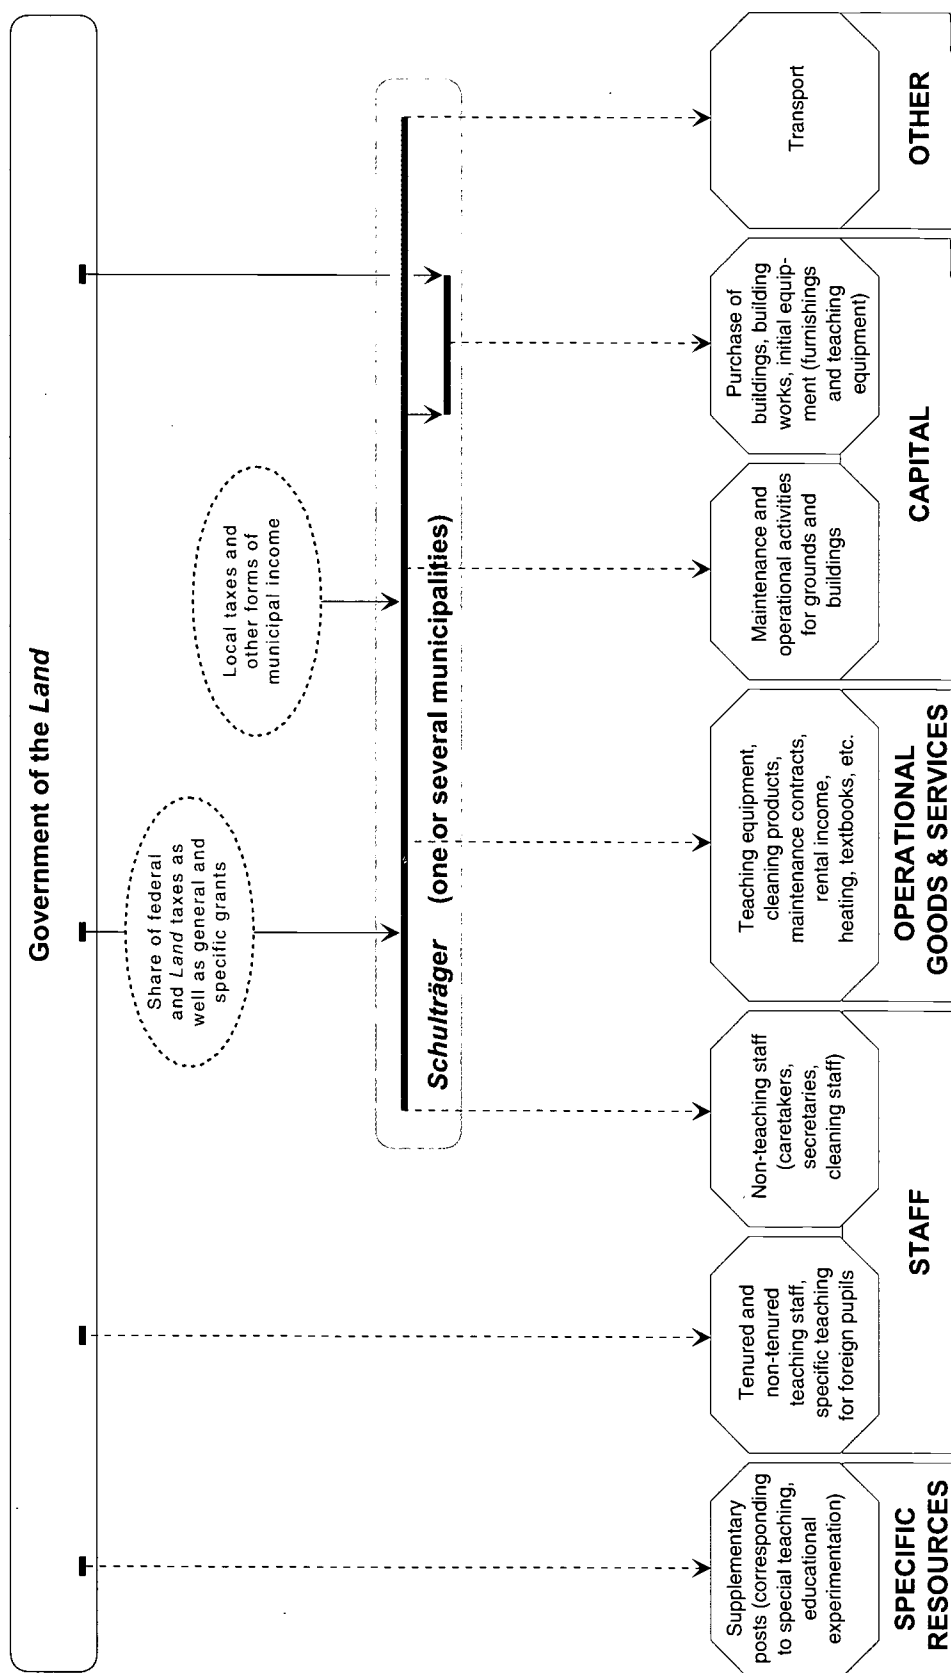 Government of the Land
Share of federal
and Land taxes as
well as general and
specific grants
Local taxes and
other forms of
municipal income
Schulträger (one or several municipalities)
Supplementary
posts (corresponding
to special teaching,
educational
experimentation)
Tenured and
non-tenured
teaching staff,
specific teaching
for foreign pupils
Non-teaching staff
(caretakers,
secretaries,
cleaning staff)
Teaching equipment,
cleaning products,
maintenance contracts,
rental income,
heating, textbooks, etc.
Maintenance and
operational activities
for grounds and
buildings
Purchase of
buildings, building
works, initial equip-
ment (furnishings
and teaching
equipment)
Transport
SPECIFIC
RESOURCES
STAFF
OPERATIONAL
GOODS & SERVICES
CAPITAL
OTHER